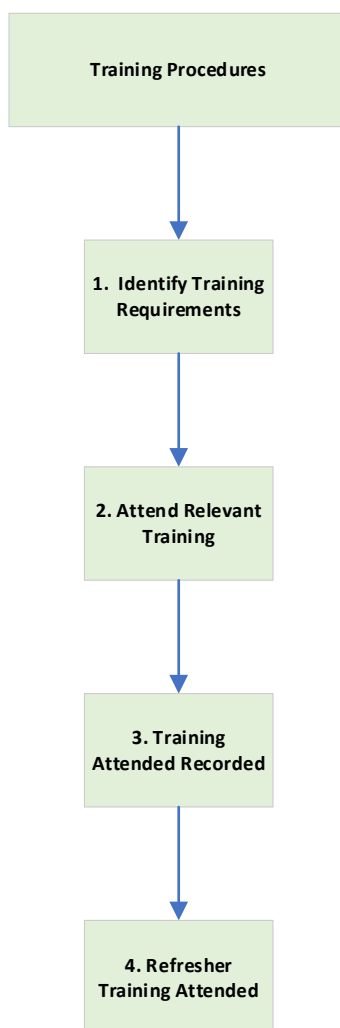 Training Procedures
1. Identify Training
Requirements
2. Attend Relevant
Training
3. Training
Attended Recorded
4. Refresher
Training Attended